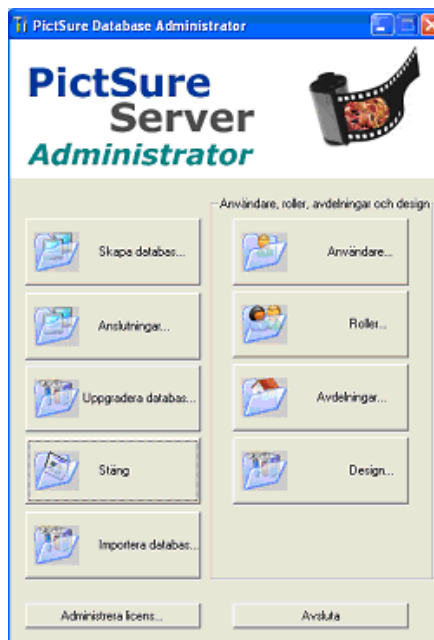 PictSure Database Administrator
PictSure
Server
Administrator
Skapa databas...
Anslutningar...
Uppgradera databas...
Stäng
Importera databas...
Administrera licens...
Användare, roller, avdelningar och design
Användare...
Roller...
Avdelningar...
Design...
Avsluta